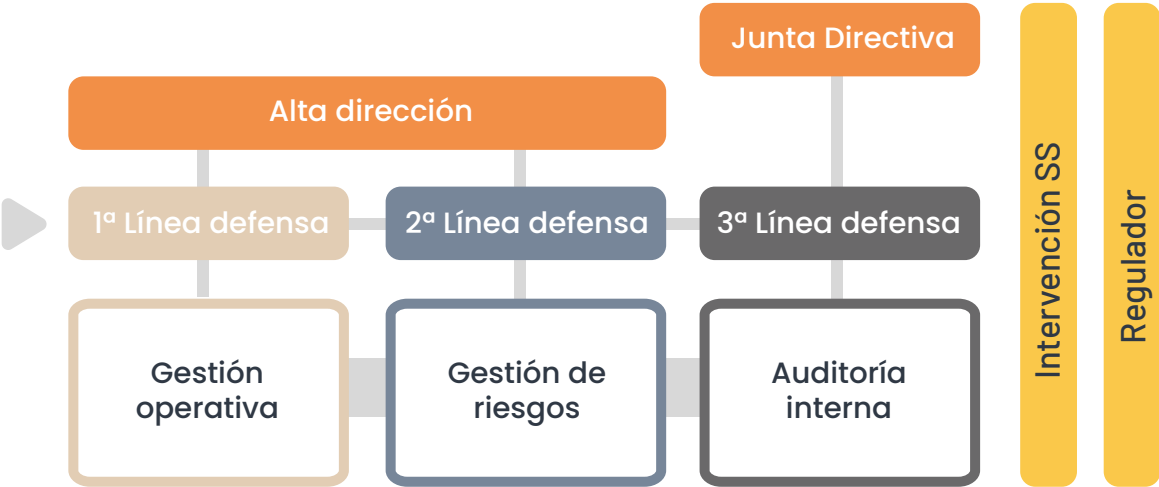 Junta Directiva
Alta dirección
1ª Línea defensa
2ª Línea defensa
3ª Línea defensa
Gestión
operativa
Gestión de
riesgos
Auditoría
interna
Intervención SS
Regulador